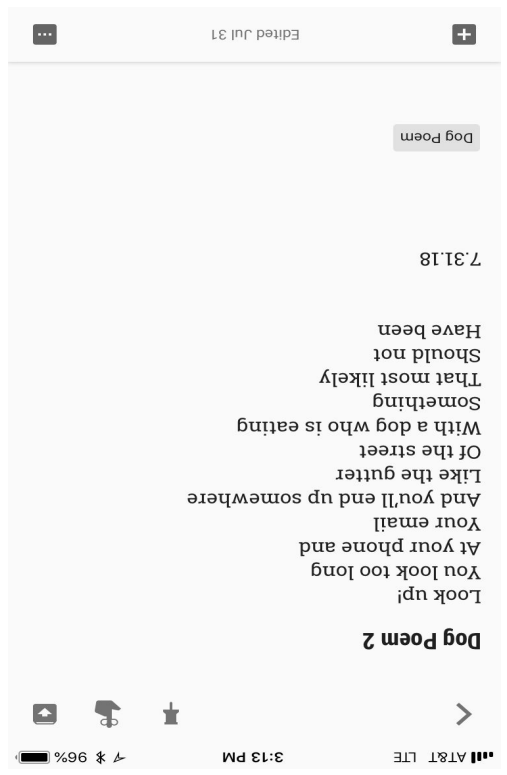 AT&T LTE 3:13 PM 96%
Dog Poem 2
Look up!
You look too long
At your phone and
Your email
And you'll end up somewhere
Like the gutter
Of the street
With a dog who is eating
Something
That most likely
Should not
Have been
7.31.18
Dog Poem
Edited Jul 31